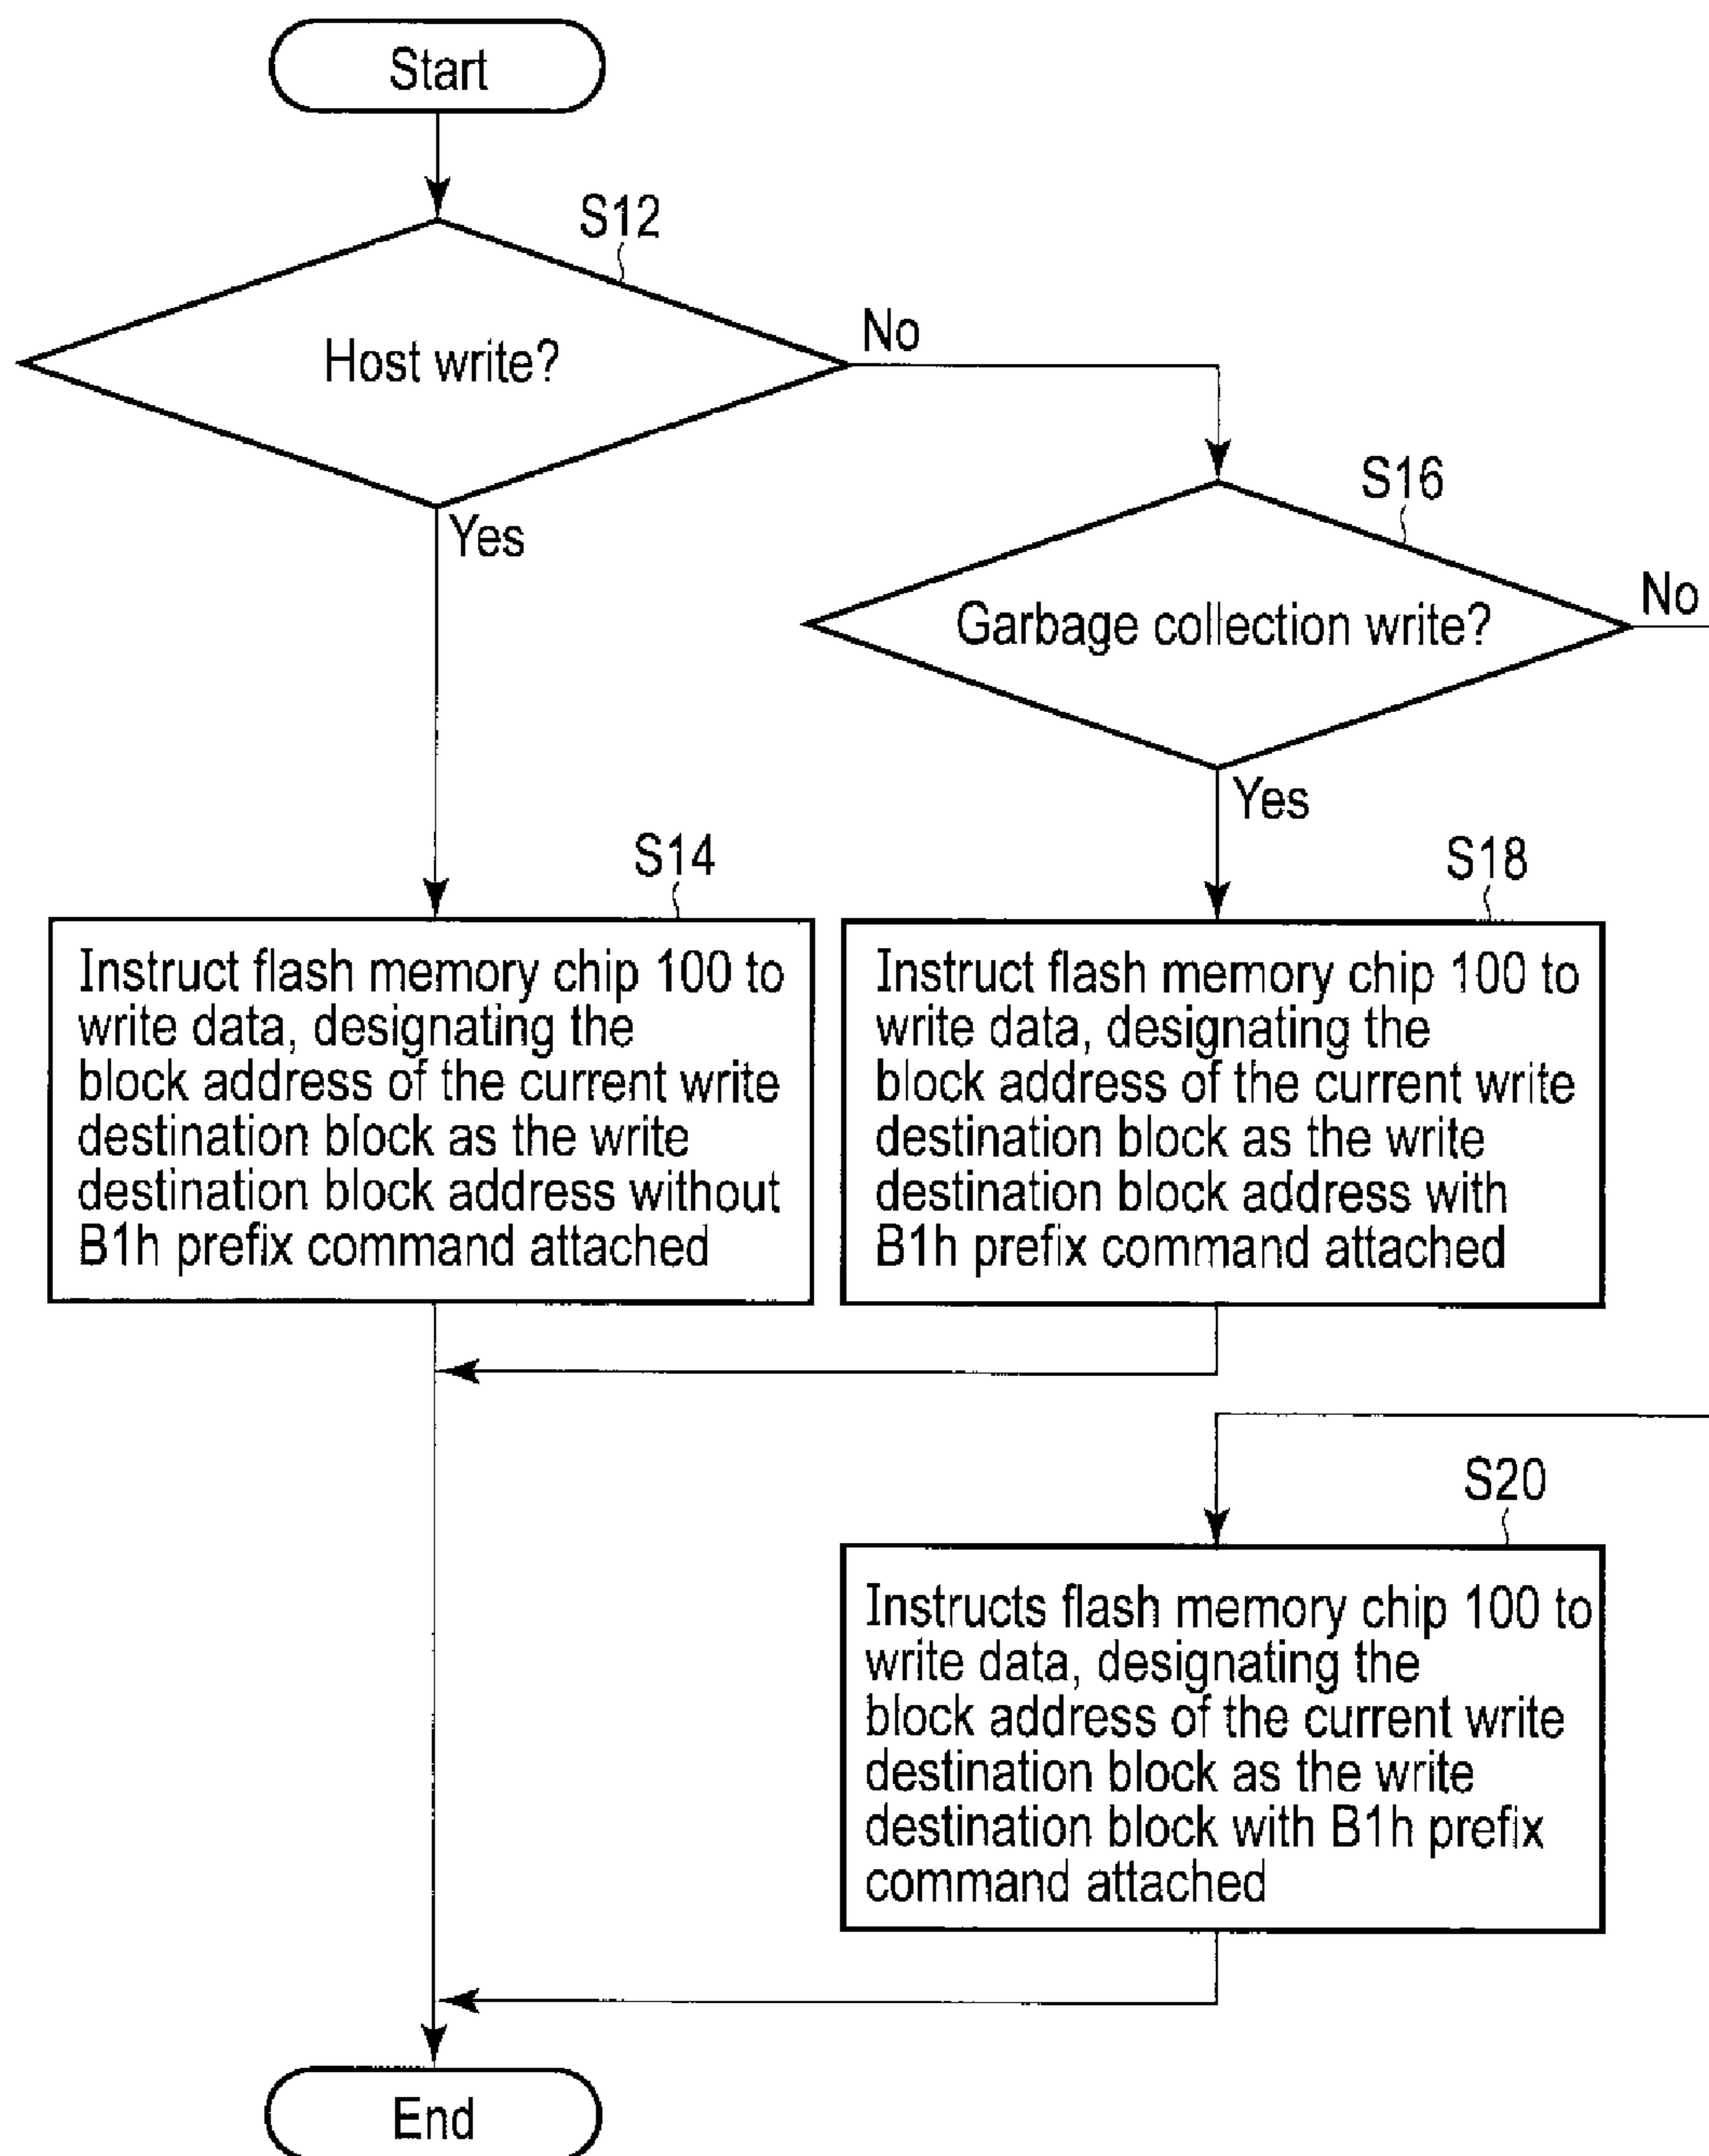 Start
S12
Host write?
No
Yes
S16
Garbage collection write?
No
Yes
S14
Instruct flash memory chip 100 to
write data, designating the
block address of the current write
destination block as the write
destination block address without
B1h prefix command attached
S18
Instruct flash memory chip 100 to
write data, designating the
block address of the current write
destination block as the write
destination block address with
B1h prefix command attached
S20
Instructs flash memory chip 100 to
write data, designating the
block address of the current write
destination block as the write
destination block with B1h prefix
command attached
End